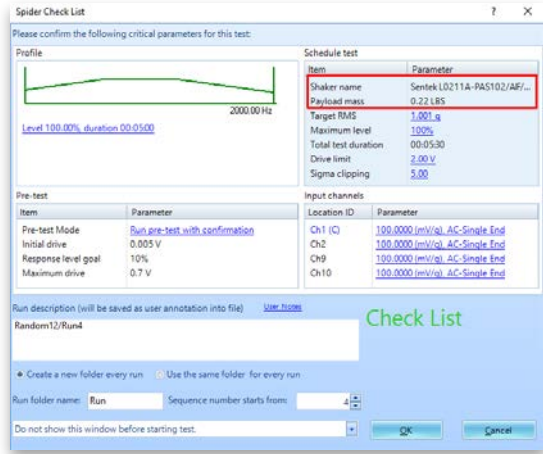 Spider Check List
? ×
Please confirm the following critical parameters for this test:
Profile
2000.00 Hz
Level 100.00%, duration 00:05:00
Schedule test
Item Parameter
Shaker name Sentek L0211A-PAS102/AF/...
Payload mass 0.22 LBS
Target RMS 1.001 g
Maximum level 100%
Total test duration 00:05:30
Drive limit 2.00 V
Sigma clipping 5.00
Pre-test
Item Parameter
Pre-test Mode Run pre-test with confirmation
Initial drive 0.005 V
Response level goal 10%
Maximum drive 0.7 V
Input channels
Location ID Parameter
Ch1 (C) 100.0000 (mV/g), AC-Single End
Ch2 100.0000 (mV/g), AC-Single End
Ch9 100.0000 (mV/g), AC-Single End
Ch10 100.0000 (mV/g), AC-Single End
Run description (will be saved as user annotation into file) User Notes
Random12/Run4
Check List
Create a new folder every run Use the same folder for every run
Run folder name: Run Sequence number starts from: 4
Do not show this window before starting test.
OK Cancel